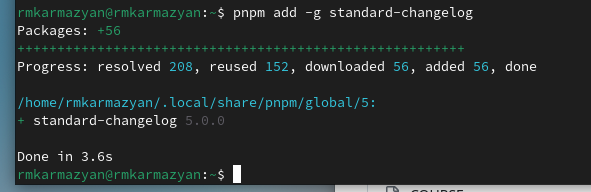 rmkarmazyan@rmkarmazyan:~$ pnpm add -g standard-changelog
Packages: +56
++++++++++++++++++++++++++++++++++++++++++++++++++++++++
Progress: resolved 208, reused 152, downloaded 56, added 56, done
/home/rmkarmazyan/.local/share/pnpm/global/5:
+ standard-changelog 5.0.0
Done in 3.6s
rmkarmazyan@rmkarmazyan:~$
COURSE